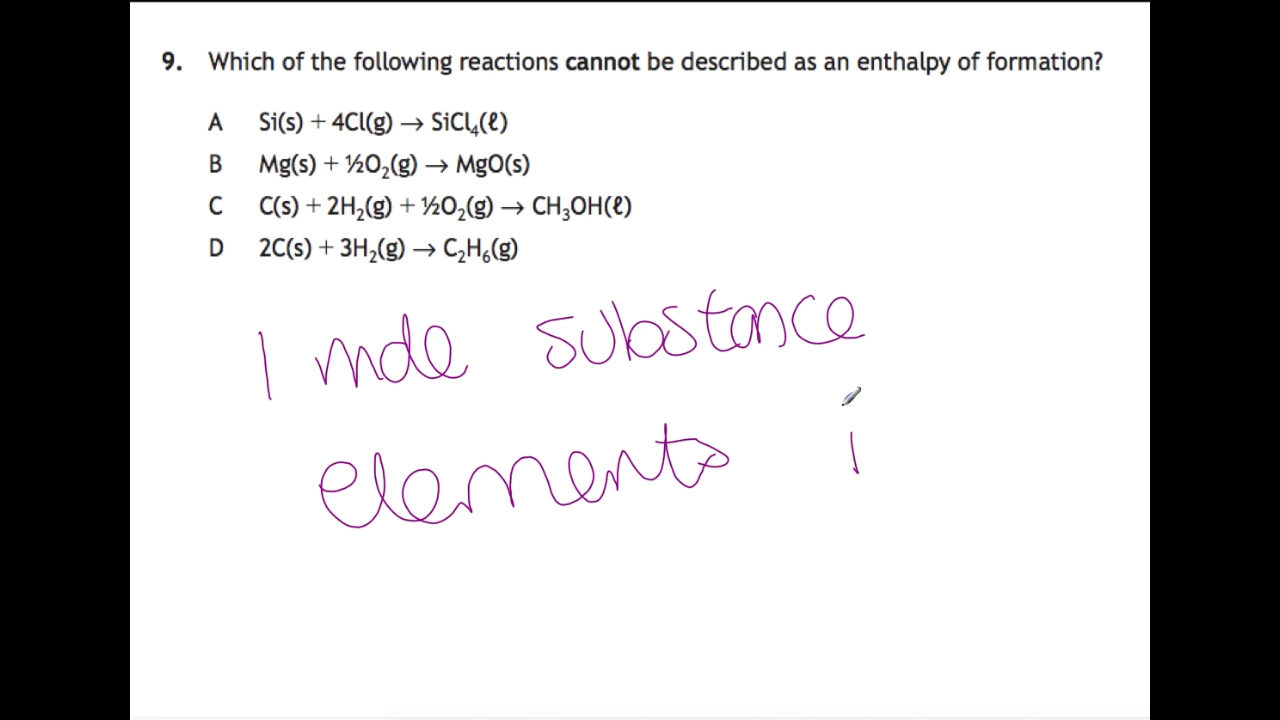 9. Which of the following reactions cannot be described as an enthalpy of formation?
A Si(s) + 4Cl(g) → SiCl₄(ℓ)
B Mg(s) + ½O₂(g) → MgO(s)
C C(s) + 2H₂(g) + ½O₂(g) → CH₃OH(ℓ)
D 2C(s) + 3H₂(g) → C₂H₆(g)
1 mole substance
elements i